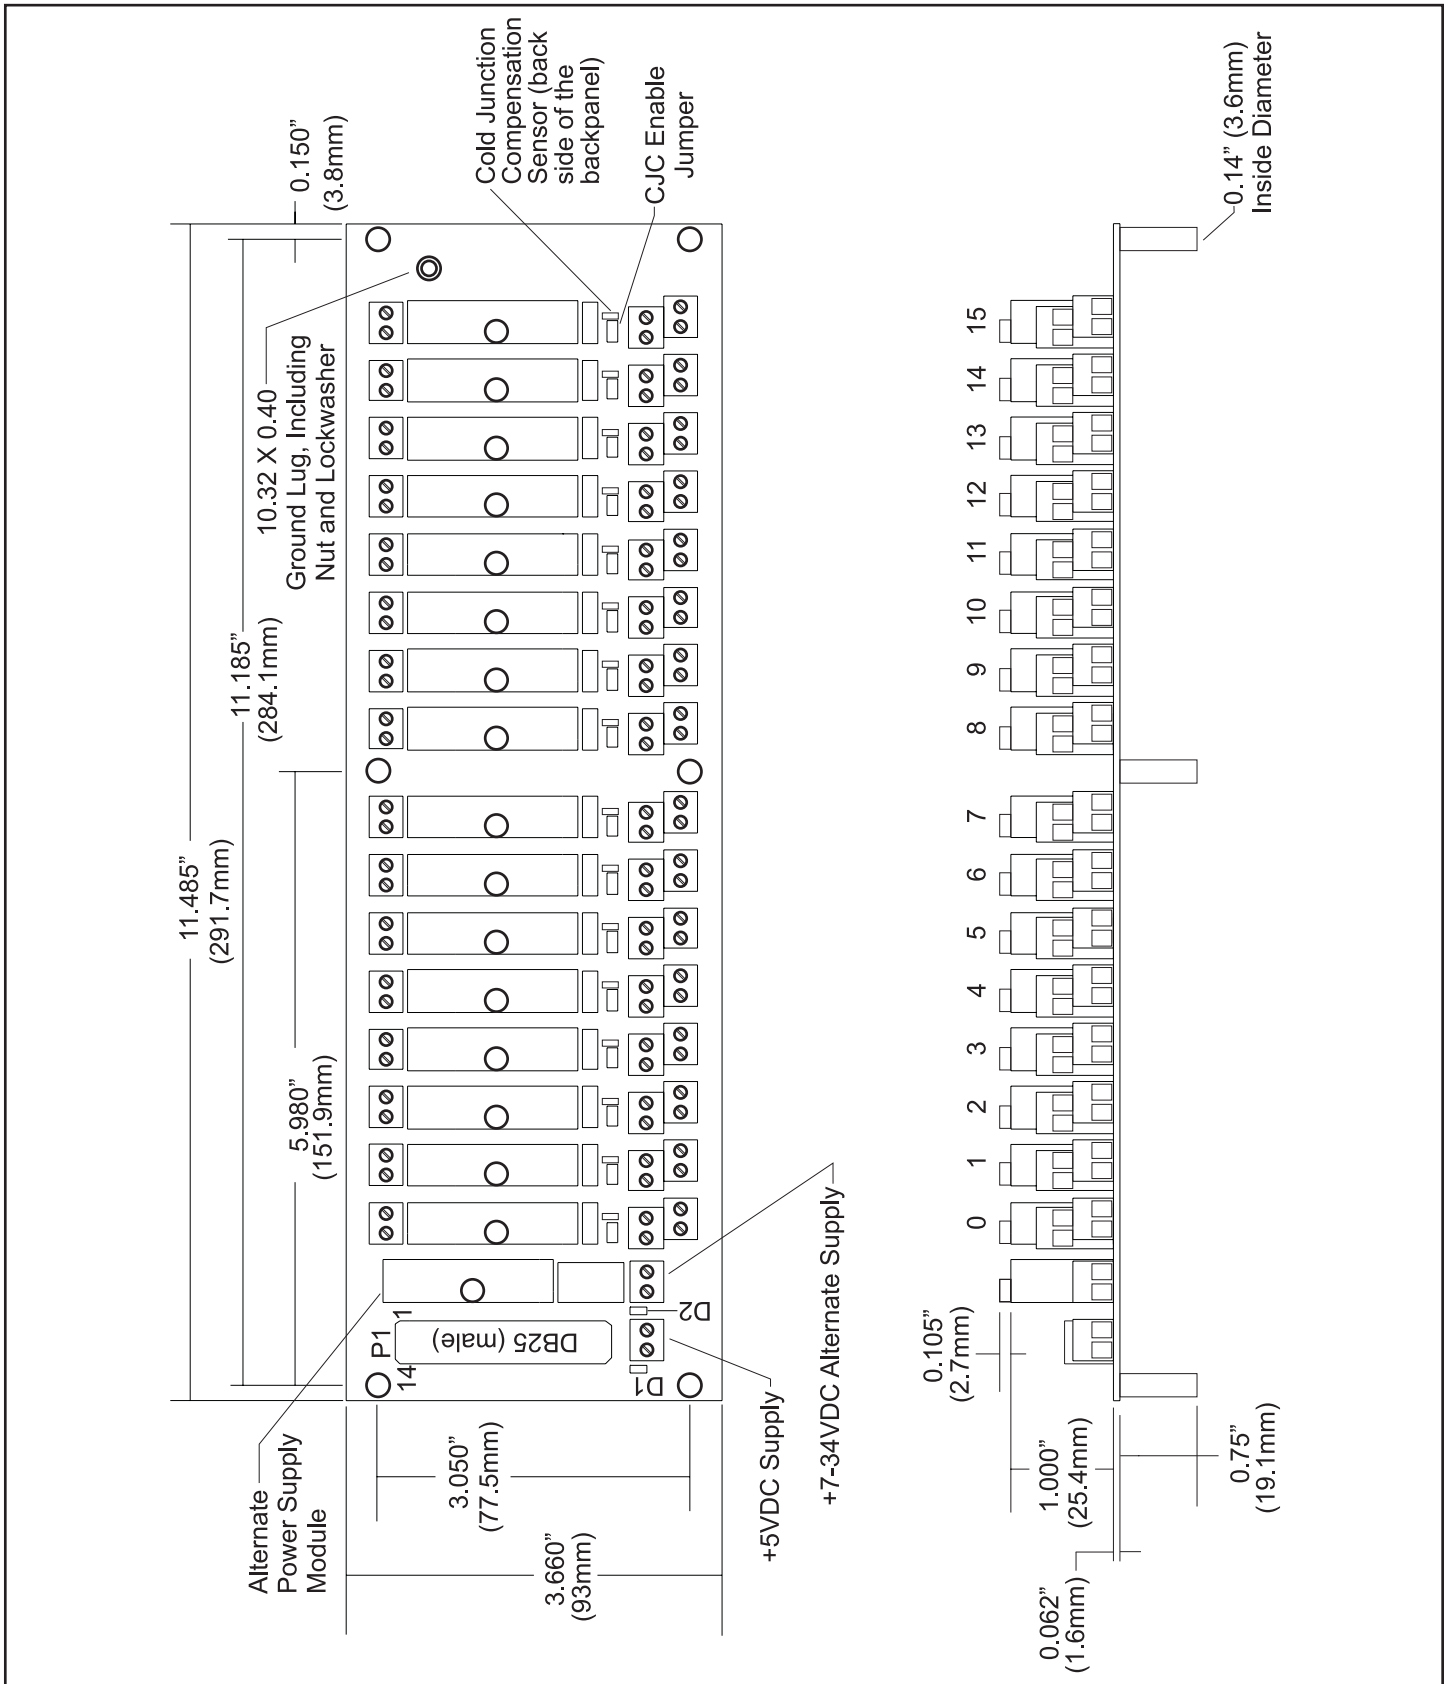 0.150”
(3.8mm)
Cold Junction
Compensation
Sensor (back
side of the
backpanel)
CJC Enable
Jumper
10.32 X 0.40
Ground Lug, Including
Nut and Lockwasher
11.185”
(284.1mm)
11.485”
(291.7mm)
5.980”
(151.9mm)
P1
1
14
DB25 (male)
D2
D1
Alternate
Power Supply
Module
3.050”
(77.5mm)
3.660”
(93mm)
+5VDC Supply
+7-34VDC Alternate Supply
0.14” (3.6mm)
Inside Diameter
15
14
13
12
11
10
9
8
7
6
5
4
3
2
1
0
0.105”
(2.7mm)
1.000”
(25.4mm)
0.75”
(19.1mm)
0.062”
(1.6mm)